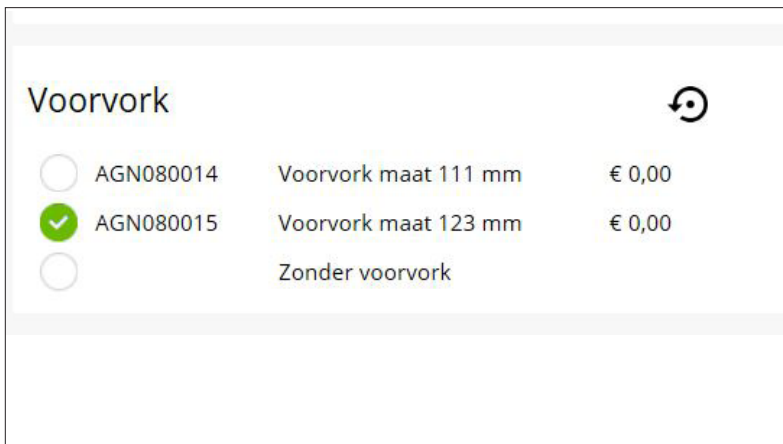 Voorvork
AGN080014 Voorvork maat 111 mm € 0,00
AGN080015 Voorvork maat 123 mm € 0,00
Zonder voorvork